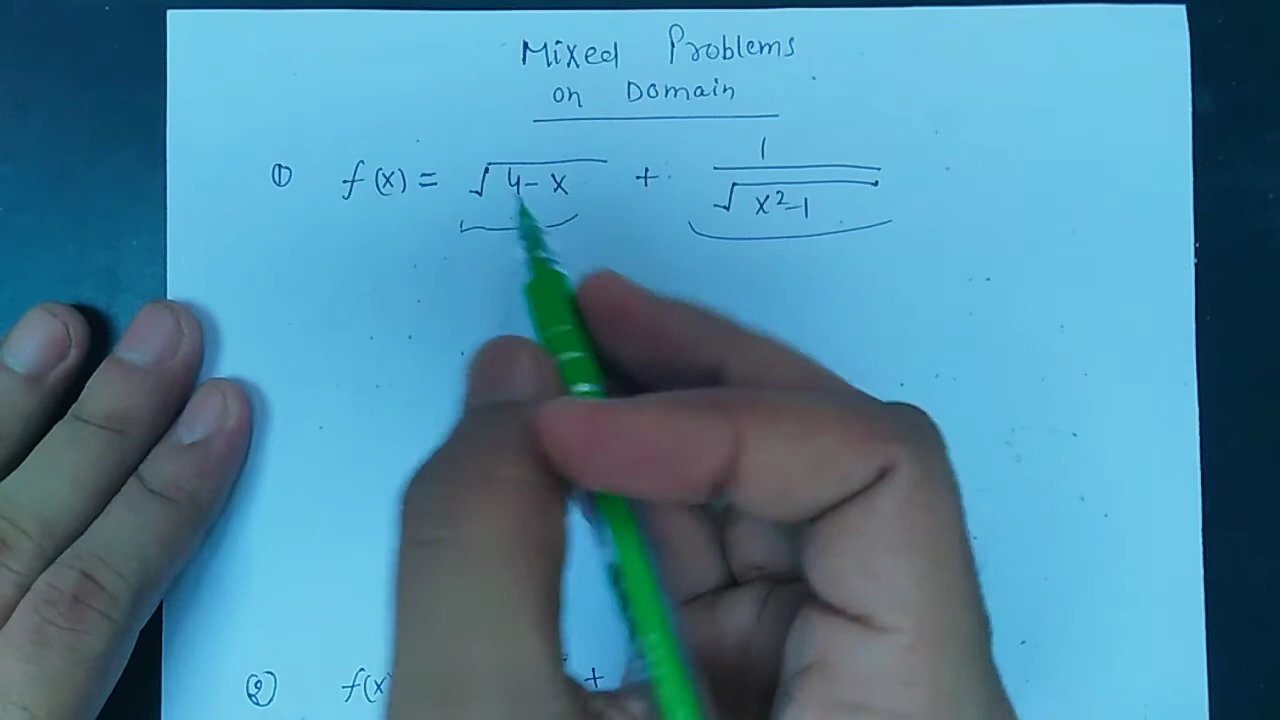 Mixed Problems
on Domain
① f(x) = √4-x + 1/√x²-1
② f(x +